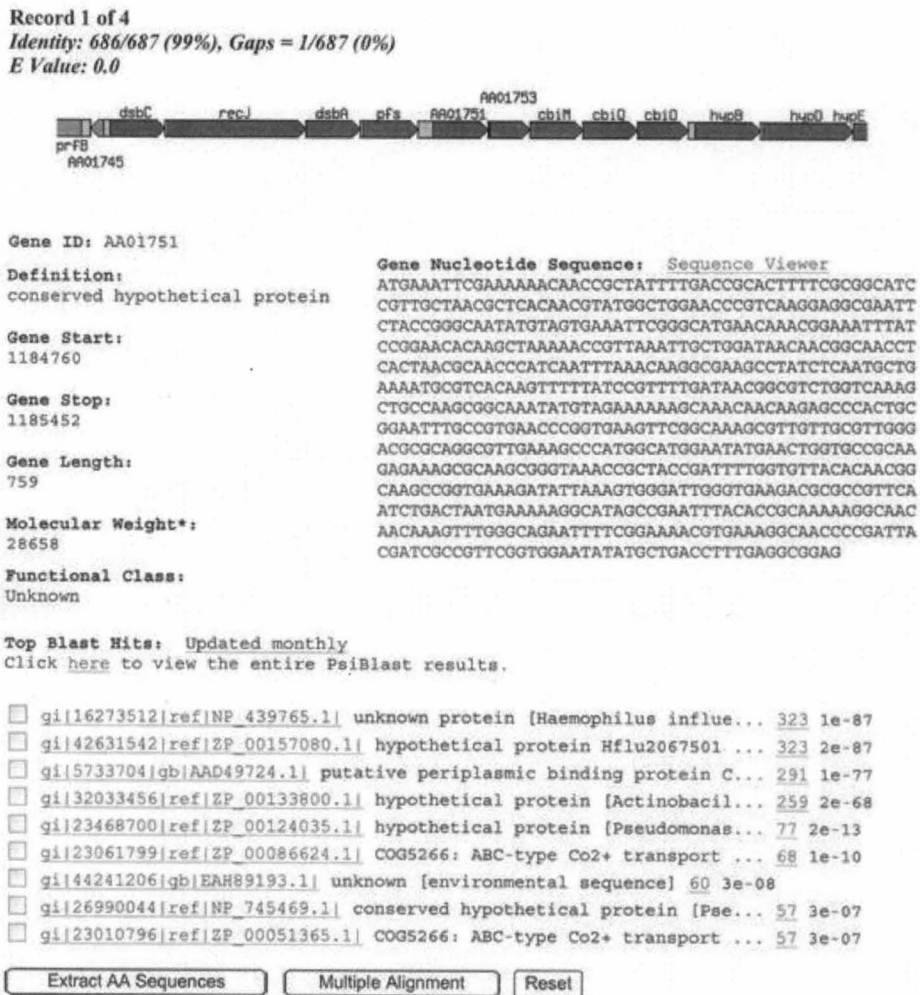 Record 1 of 4
Identity: 686/687 (99%), Gaps = 1/687 (0%)
E Value: 0.0
AA01753
dsbC recJ dsbA pfs AA01751 cbiM cbiQ cbiO hypB hypD hypE
prfB
AA01745
Gene ID: AA01751
Definition:
conserved hypothetical protein
Gene Start:
1184760
Gene Stop:
1185452
Gene Length:
759
Molecular Weight*:
28658
Functional Class:
Unknown
Gene Nucleotide Sequence: Sequence Viewer
ATGAAATTCGAAAAAACAACCGCTATTTTGACCGCACTTTTCGCGGCATC
CGTTGCTAACGCTCACAACGTATGGCTGGAACCCGTCAAGGAGGCGAATT
CTACCGGGCAATATGTAGTGAAATTCGGGCATGAACAAACGGAAATTTAT
CCGGAACACAAGCTAAAAACCGTTAAATTGCTGGATAACAACGGCAACCT
CACTAACGCAACCCATCAATTTAAACAAGGCGAAGCCTATCTCAATGCTG
AAAATGCGTCACAAGTTTTTATCCGTTTTGATAACGGCGTCTGGTCAAAG
CTGCCAAGCGGCAAATATGTAGAAAAAAGCAAACAACAAGAGCCCACTGC
GGAATTTGCCGTGAACCCGGTGAAGTTCGGCAAAGCGTTGTTGCGTTGGG
ACGCGCAGGCGTTGAAAGCCCATGGCATGGAATATGAACTGGTGCCGCAA
GAGAAAGCGCAAGCGGGTAAACCGCTACCGATTTTGGTGTTACACAACGG
CAAGCCGGTGAAAGATATTAAAGTGGGATTGGGTGAAGACGCGCCGTTCA
ATCTGACTAATGAAAAAGGCATAGCCGAATTTACACCGCAAAAAGGCAAC
AACAAAGTTTGGGCAGAATTTTCGGAAAACGTGAAAGGCAACCCCGATTA
CGATCGCCGTTCGGTGGAATATATGCTGACCTTTGAGGCGGAG
Top Blast Hits: Updated monthly
Click here to view the entire PsiBlast results.
gi|16273512|ref|NP_439765.1| unknown protein [Haemophilus influe... 323 1e-87
gi|42631542|ref|ZP_00157080.1| hypothetical protein Hflu2067501 ... 323 2e-87
gi|5733704|gb|AAD49724.1| putative periplasmic binding protein C... 291 1e-77
gi|32033456|ref|ZP_00133800.1| hypothetical protein [Actinobacil... 259 2e-68
gi|23468700|ref|ZP_00124035.1| hypothetical protein [Pseudomonas... 77 2e-13
gi|23061799|ref|ZP_00086624.1| COG5266: ABC-type Co2+ transport ... 68 1e-10
gi|44241206|gb|EAH89193.1| unknown [environmental sequence] 60 3e-08
gi|26990044|ref|NP_745469.1| conserved hypothetical protein [Pse... 57 3e-07
gi|23010796|ref|ZP_00051365.1| COG5266: ABC-type Co2+ transport ... 57 3e-07
Extract AA Sequences Multiple Alignment Reset